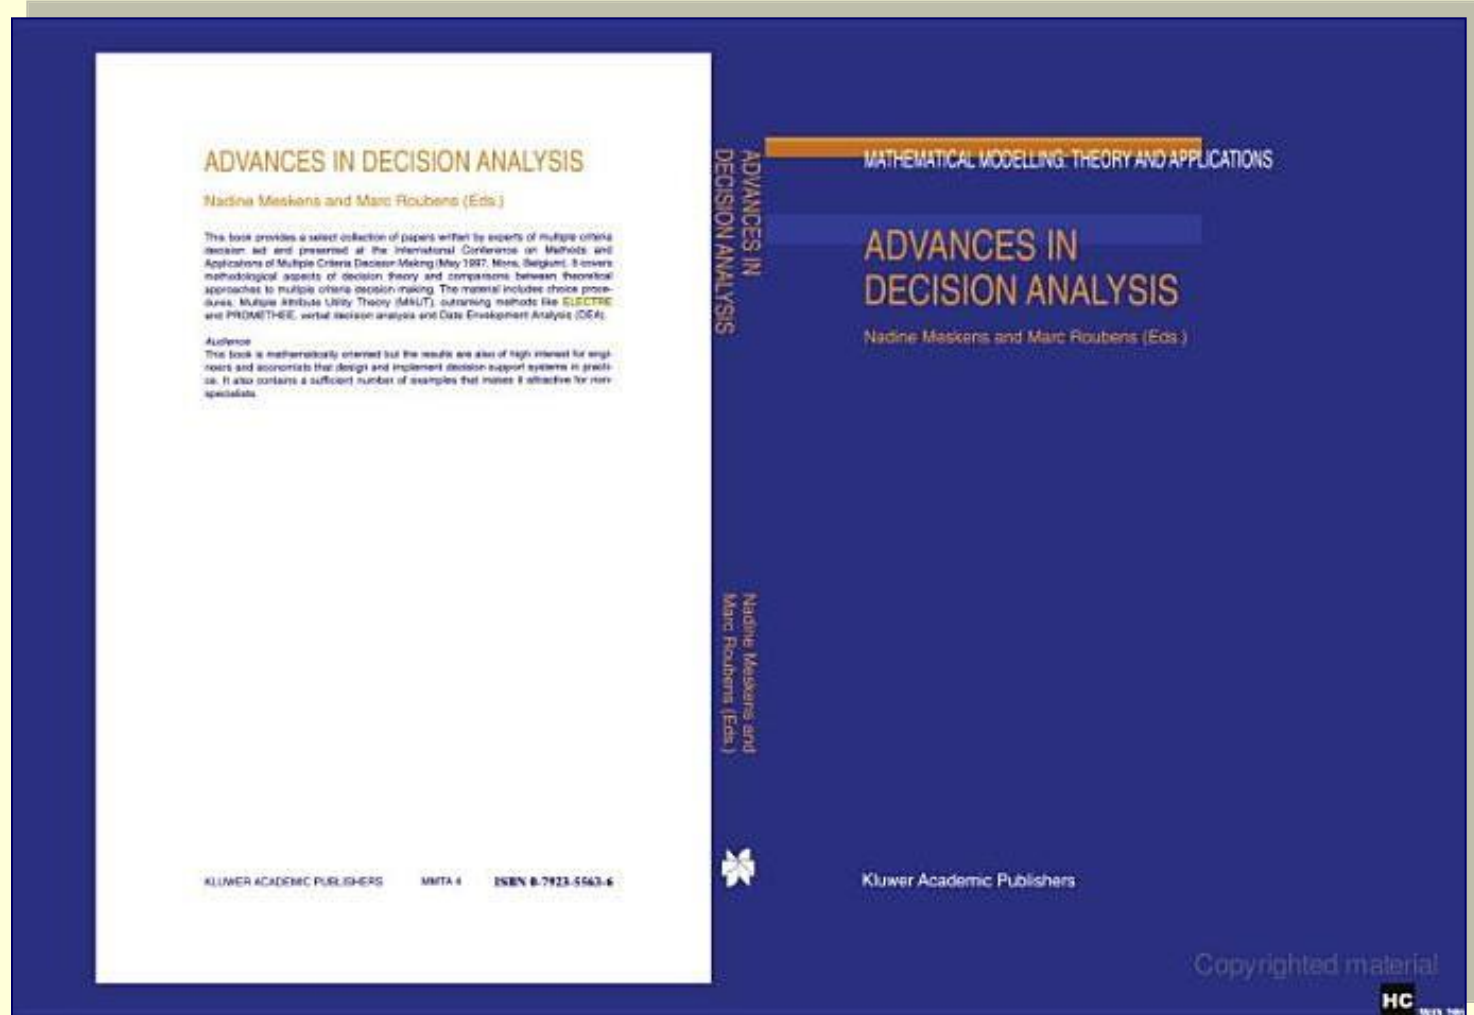 ADVANCES IN DECISION ANALYSIS
Nadine Meskens and Marc Roubens (Eds.)
This book provides a select collection of papers written by experts of multiple criteria
decision aid and presented at the International Conference on Methods and
Applications of Multiple Criteria Decision Making (May 1997, Mons, Belgium). It covers
methodological aspects of decision theory and comparisons between theoretical
approaches to multiple criteria decision making. The material includes choice proce-
dures, Multiple Attribute Utility Theory (MAUT), outranking methods like ELECTRE
and PROMETHEE, verbal decision analysis and Data Envelopment Analysis (DEA).
Audience
This book is mathematically oriented but the results are also of high interest for engi-
neers and economists that design and implement decision support systems in practi-
ce. It also contains a sufficient number of examples that makes it attractive for non-
specialists.
KLUWER ACADEMIC PUBLISHERS MMTA 4 ISBN 0-7923-5563-6
ADVANCES IN
DECISION ANALYSIS
Nadine Meskens and
Marc Roubens (Eds.)
MATHEMATICAL MODELLING: THEORY AND APPLICATIONS
ADVANCES IN
DECISION ANALYSIS
Nadine Meskens and Marc Roubens (Eds.)
Kluwer Academic Publishers
Copyrighted material
HC